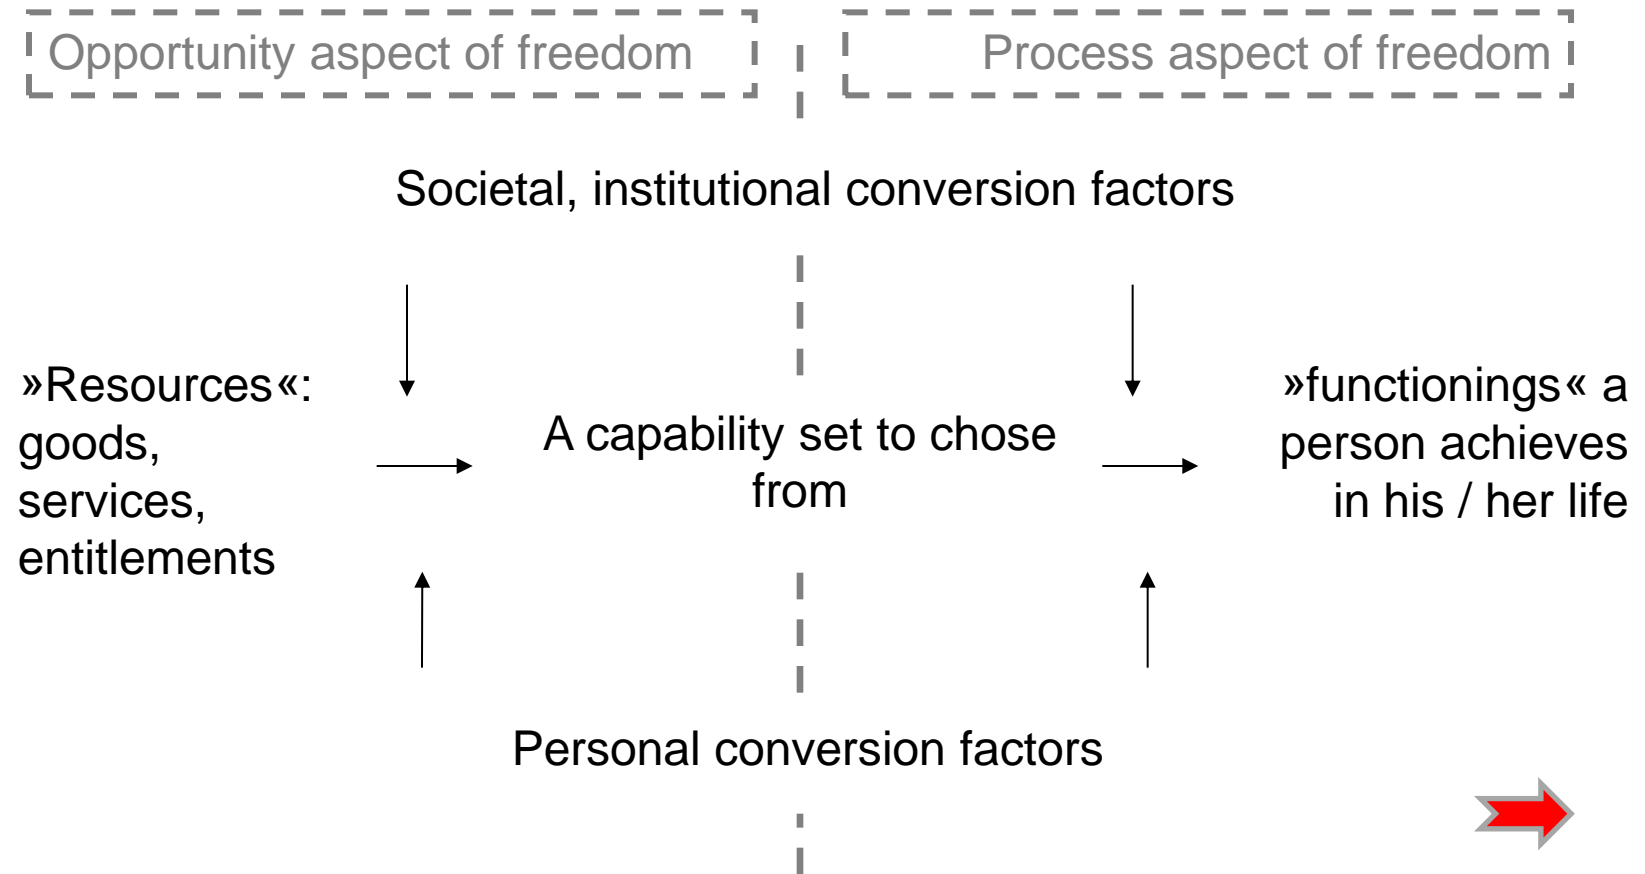 Opportunity aspect of freedom
Process aspect of freedom
Societal, institutional conversion factors
»Resources«:
goods,
services,
entitlements
A capability set to chose
from
»functionings« a
person achieves
in his / her life
Personal conversion factors